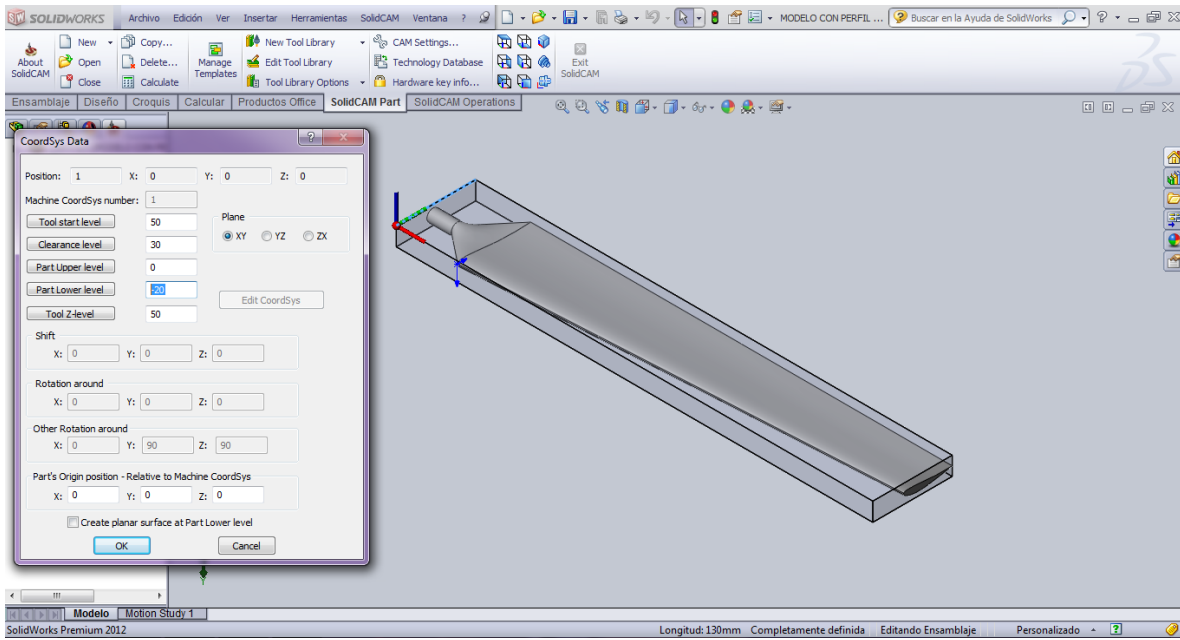 SOLIDWORKS Archivo Edición Ver Insertar Herramientas SolidCAM Ventana ? MODELO CON PERFIL ... Buscar en la Ayuda de SolidWorks
New Copy... New Tool Library CAM Settings...
About SolidCAM Open Delete... Manage Templates Edit Tool Library Technology Database Exit SolidCAM
Close Calculate Tool Library Options Hardware key info...
Ensamblaje Diseño Croquis Calcular Productos Office SolidCAM Part SolidCAM Operations
CoordSys Data
Position: 1 X: 0 Y: 0 Z: 0
Machine CoordSys number: 1
Tool start level 50
Plane
Clearance level 30
XY YZ ZX
Part Upper level 0
Part Lower level -20
Edit CoordSys
Tool Z-level 50
Shift
X: 0 Y: 0 Z: 0
Rotation around
X: 0 Y: 0 Z: 0
Other Rotation around
X: 0 Y: 90 Z: 90
Part's Origin position - Relative to Machine CoordSys
X: 0 Y: 0 Z: 0
Create planar surface at Part Lower level
OK Cancel
Modelo Motion Study 1
SolidWorks Premium 2012 Longitud: 130mm Completamente definida Editando Ensamblaje Personalizado